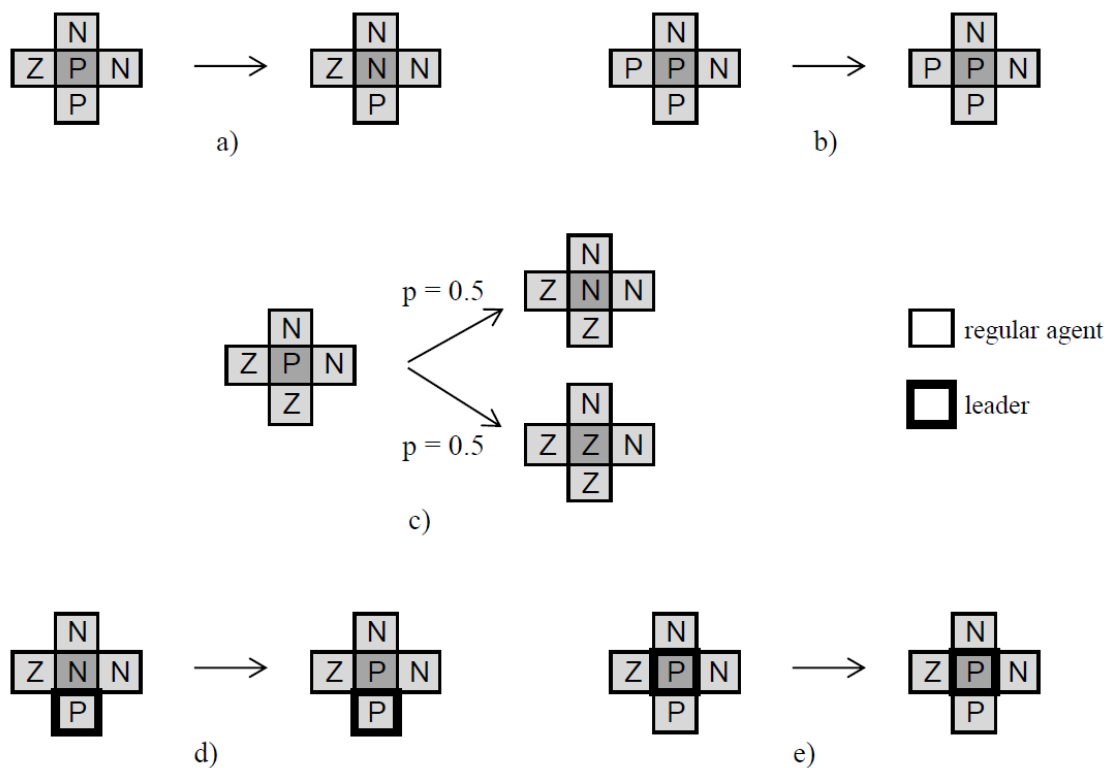 N N N N
Z P N Z N N P P N P P N
P P P P
a) b)
N
p = 0.5 Z N N
N Z
Z P N regular agent
Z N
leader
p = 0.5 Z Z N
Z
c)
N N N N
Z N N Z P N Z P N Z P N
P P P P
d) e)